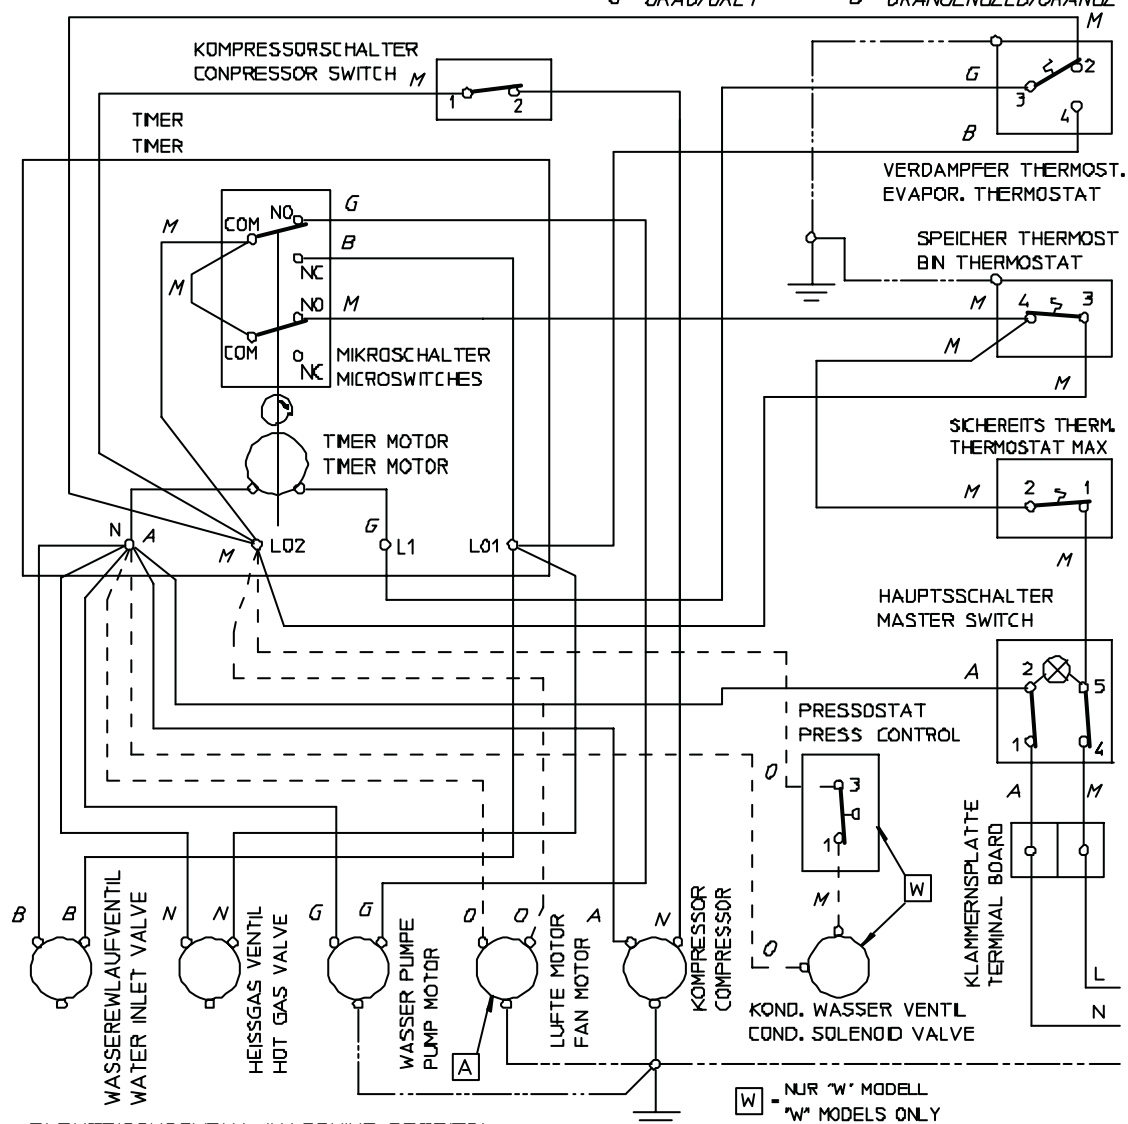 GRAU/GREY
ORANGENGELB/ORANGE
M
KOMPRESSORSCHALTER
CONPRESSOR SWITCH
M
1
2
G
3
2
4
B
TIMER
TIMER
VERDAMPFER THERMOST.
EVAPOR. THERMOSTAT
NO
G
COM
M
B
NC
M
NO
M
COM
NC
MIKROSCHALTER
MICROSWITCHES
SPEICHER THERMOST
BIN THERMOSTAT
M
4
3
M
M
TIMER MOTOR
TIMER MOTOR
SICHEREITS THERM.
THERMOSTAT MAX
M
2
1
M
N
A
M
LO2
G
L1
LO1
HAUPTSSCHALTER
MASTER SWITCH
A
2
5
1
4
A
M
PRESSOSTAT
PRESS CONTROL
O
3
1
M
W
KLAMMERNSPLATTE
TERMINAL BOARD
L
N
B
B
WASSEREWLAUFVENTIL
WATER INLET VALVE
N
N
HEISSGAS VENTIL
HOT GAS VALVE
G
G
WASSER PUMPE
PUMP MOTOR
O
O
LUFTE MOTOR
FAN MOTOR
A
A
N
KOMPRESSOR
COMPRESSOR
O
KOND. WASSER VENTIL
COND. SOLENOID VALVE
W - NUR "W" MODELL
"W" MODELS ONLY